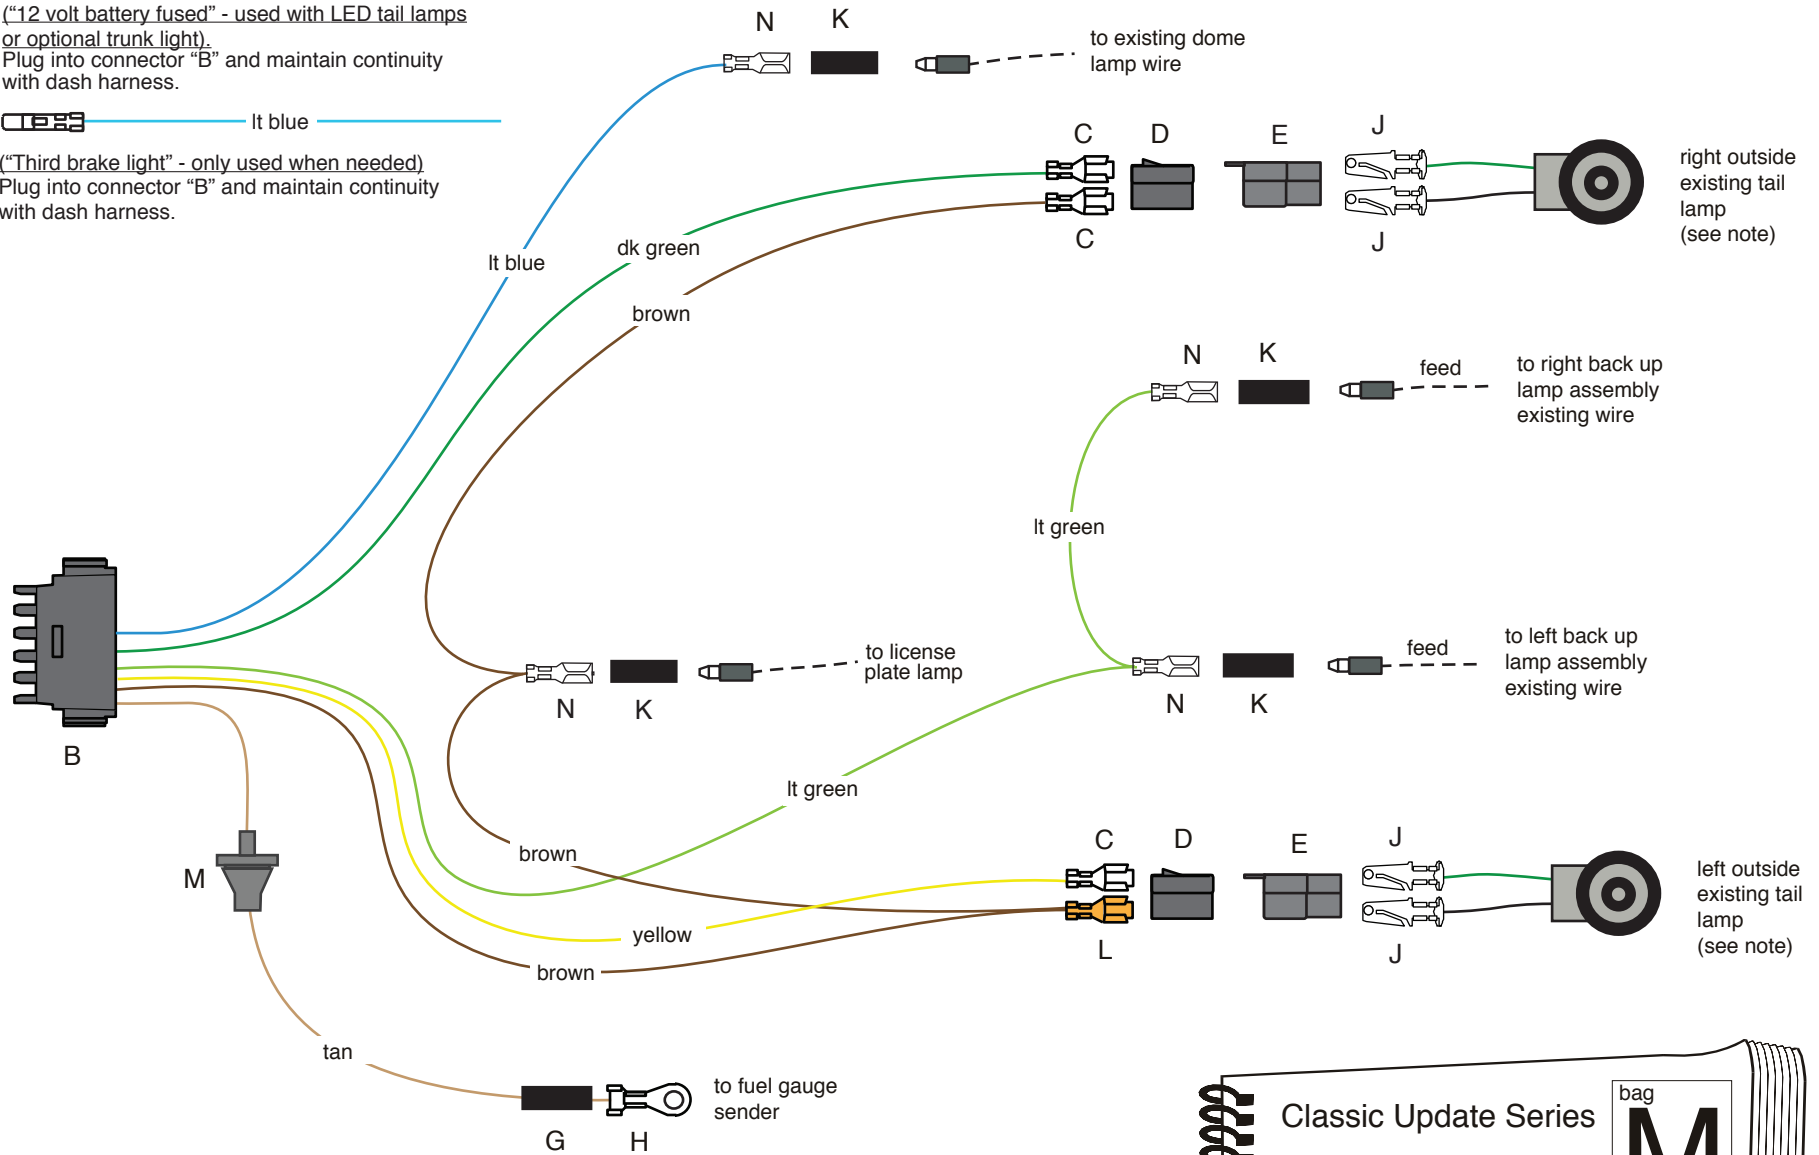 (“12 volt battery fused” - used with LED tail lamps
or optional trunk light).
Plug into connector “B” and maintain continuity
with dash harness.
lt blue
(“Third brake light” - only used when needed)
Plug into connector “B” and maintain continuity
with dash harness.
N
K
to existing dome
lamp wire
C
D
E
J
right outside
existing tail
lamp
(see note)
C
J
lt blue
dk green
brown
N
K
feed
to right back up
lamp assembly
existing wire
lt green
to license
plate lamp
N
K
feed
to left back up
lamp assembly
existing wire
N
K
B
lt green
brown
C
D
E
J
left outside
existing tail
lamp
(see note)
M
yellow
L
J
brown
tan
to fuel gauge
sender
G
H
Classic Update Series
bag
M